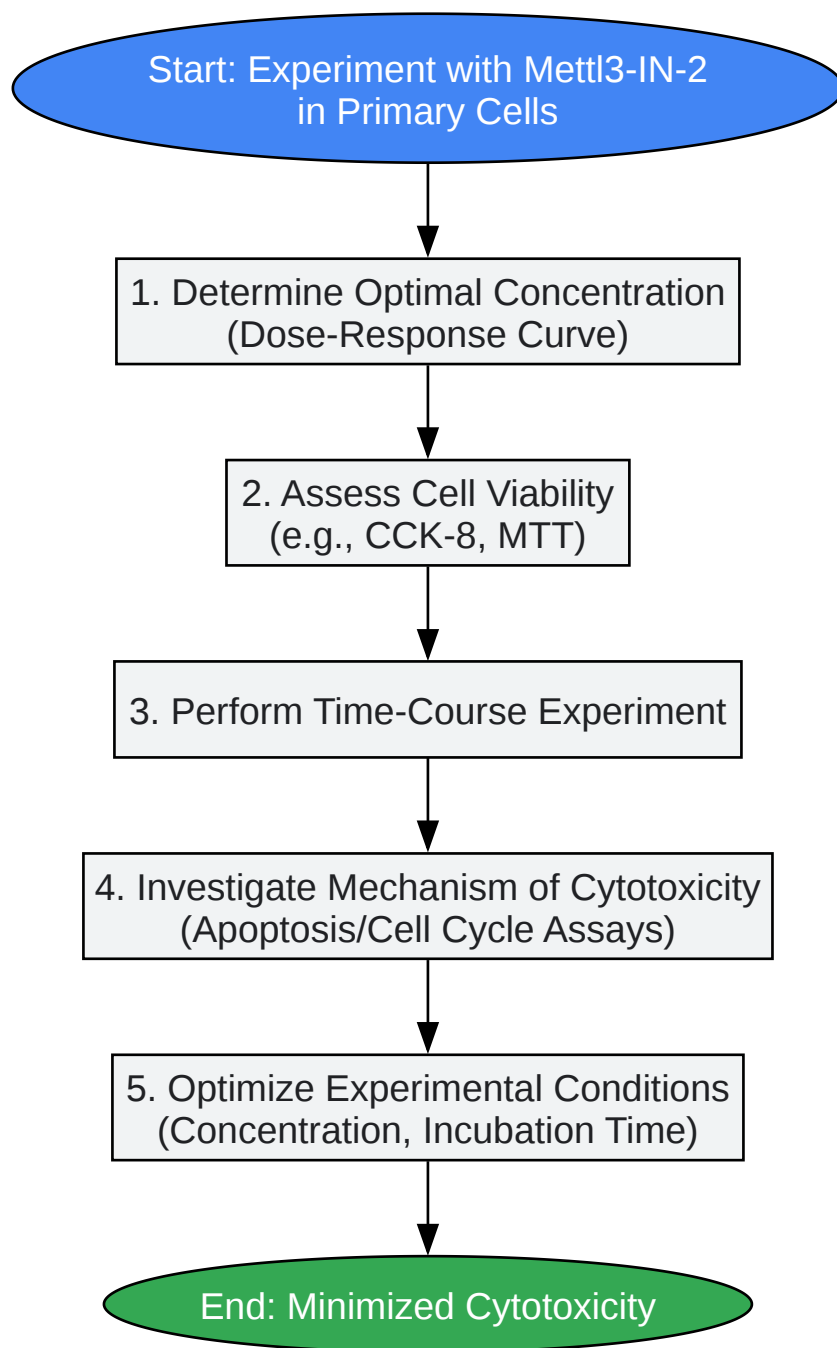 Start: Experiment with Mettl3-IN-2
in Primary Cells
1. Determine Optimal Concentration
(Dose-Response Curve)
2. Assess Cell Viability
(e.g., CCK-8, MTT)
3. Perform Time-Course Experiment
4. Investigate Mechanism of Cytotoxicity
(Apoptosis/Cell Cycle Assays)
5. Optimize Experimental Conditions
(Concentration, Incubation Time)
End: Minimized Cytotoxicity